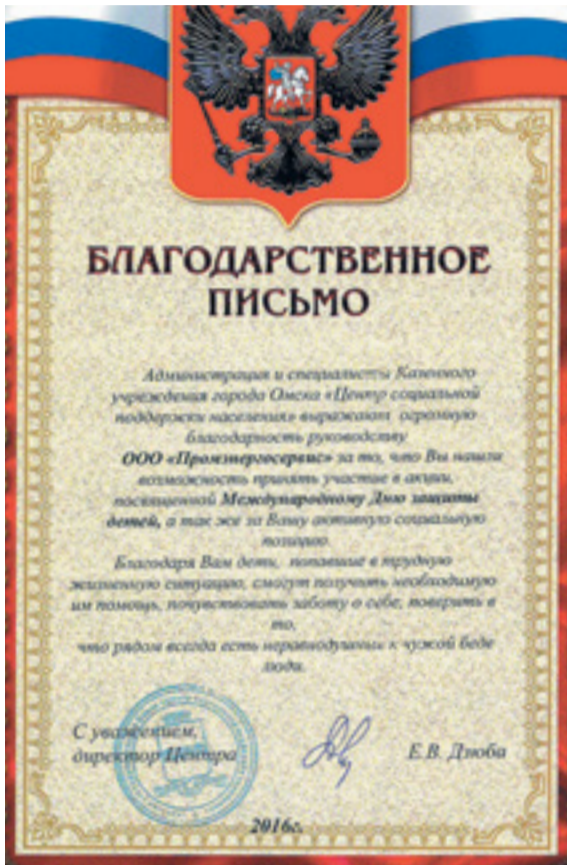 БЛАГОДАРСТВЕННОЕ
ПИСЬМО
Администрация и специалисты Казенного
учреждения города Омска «Центр социальной
поддержки населения» выражают огромную
благодарность руководству
ООО «Промэнергосервис» за то, что Вы нашли
возможность принять участие в акции,
посвященной Международному Дню защиты
детей, а так же за Вашу активную социальную
позицию.
Благодаря Вам дети, попавшие в трудную
жизненную ситуацию, смогут получить необходимую
им помощь, почувствовать заботу о себе, поверить в
то,
что рядом всегда есть неравнодушные к чужой беде
люди.
С уважением,
директор Центра
Е.В. Дзюба
2016г.